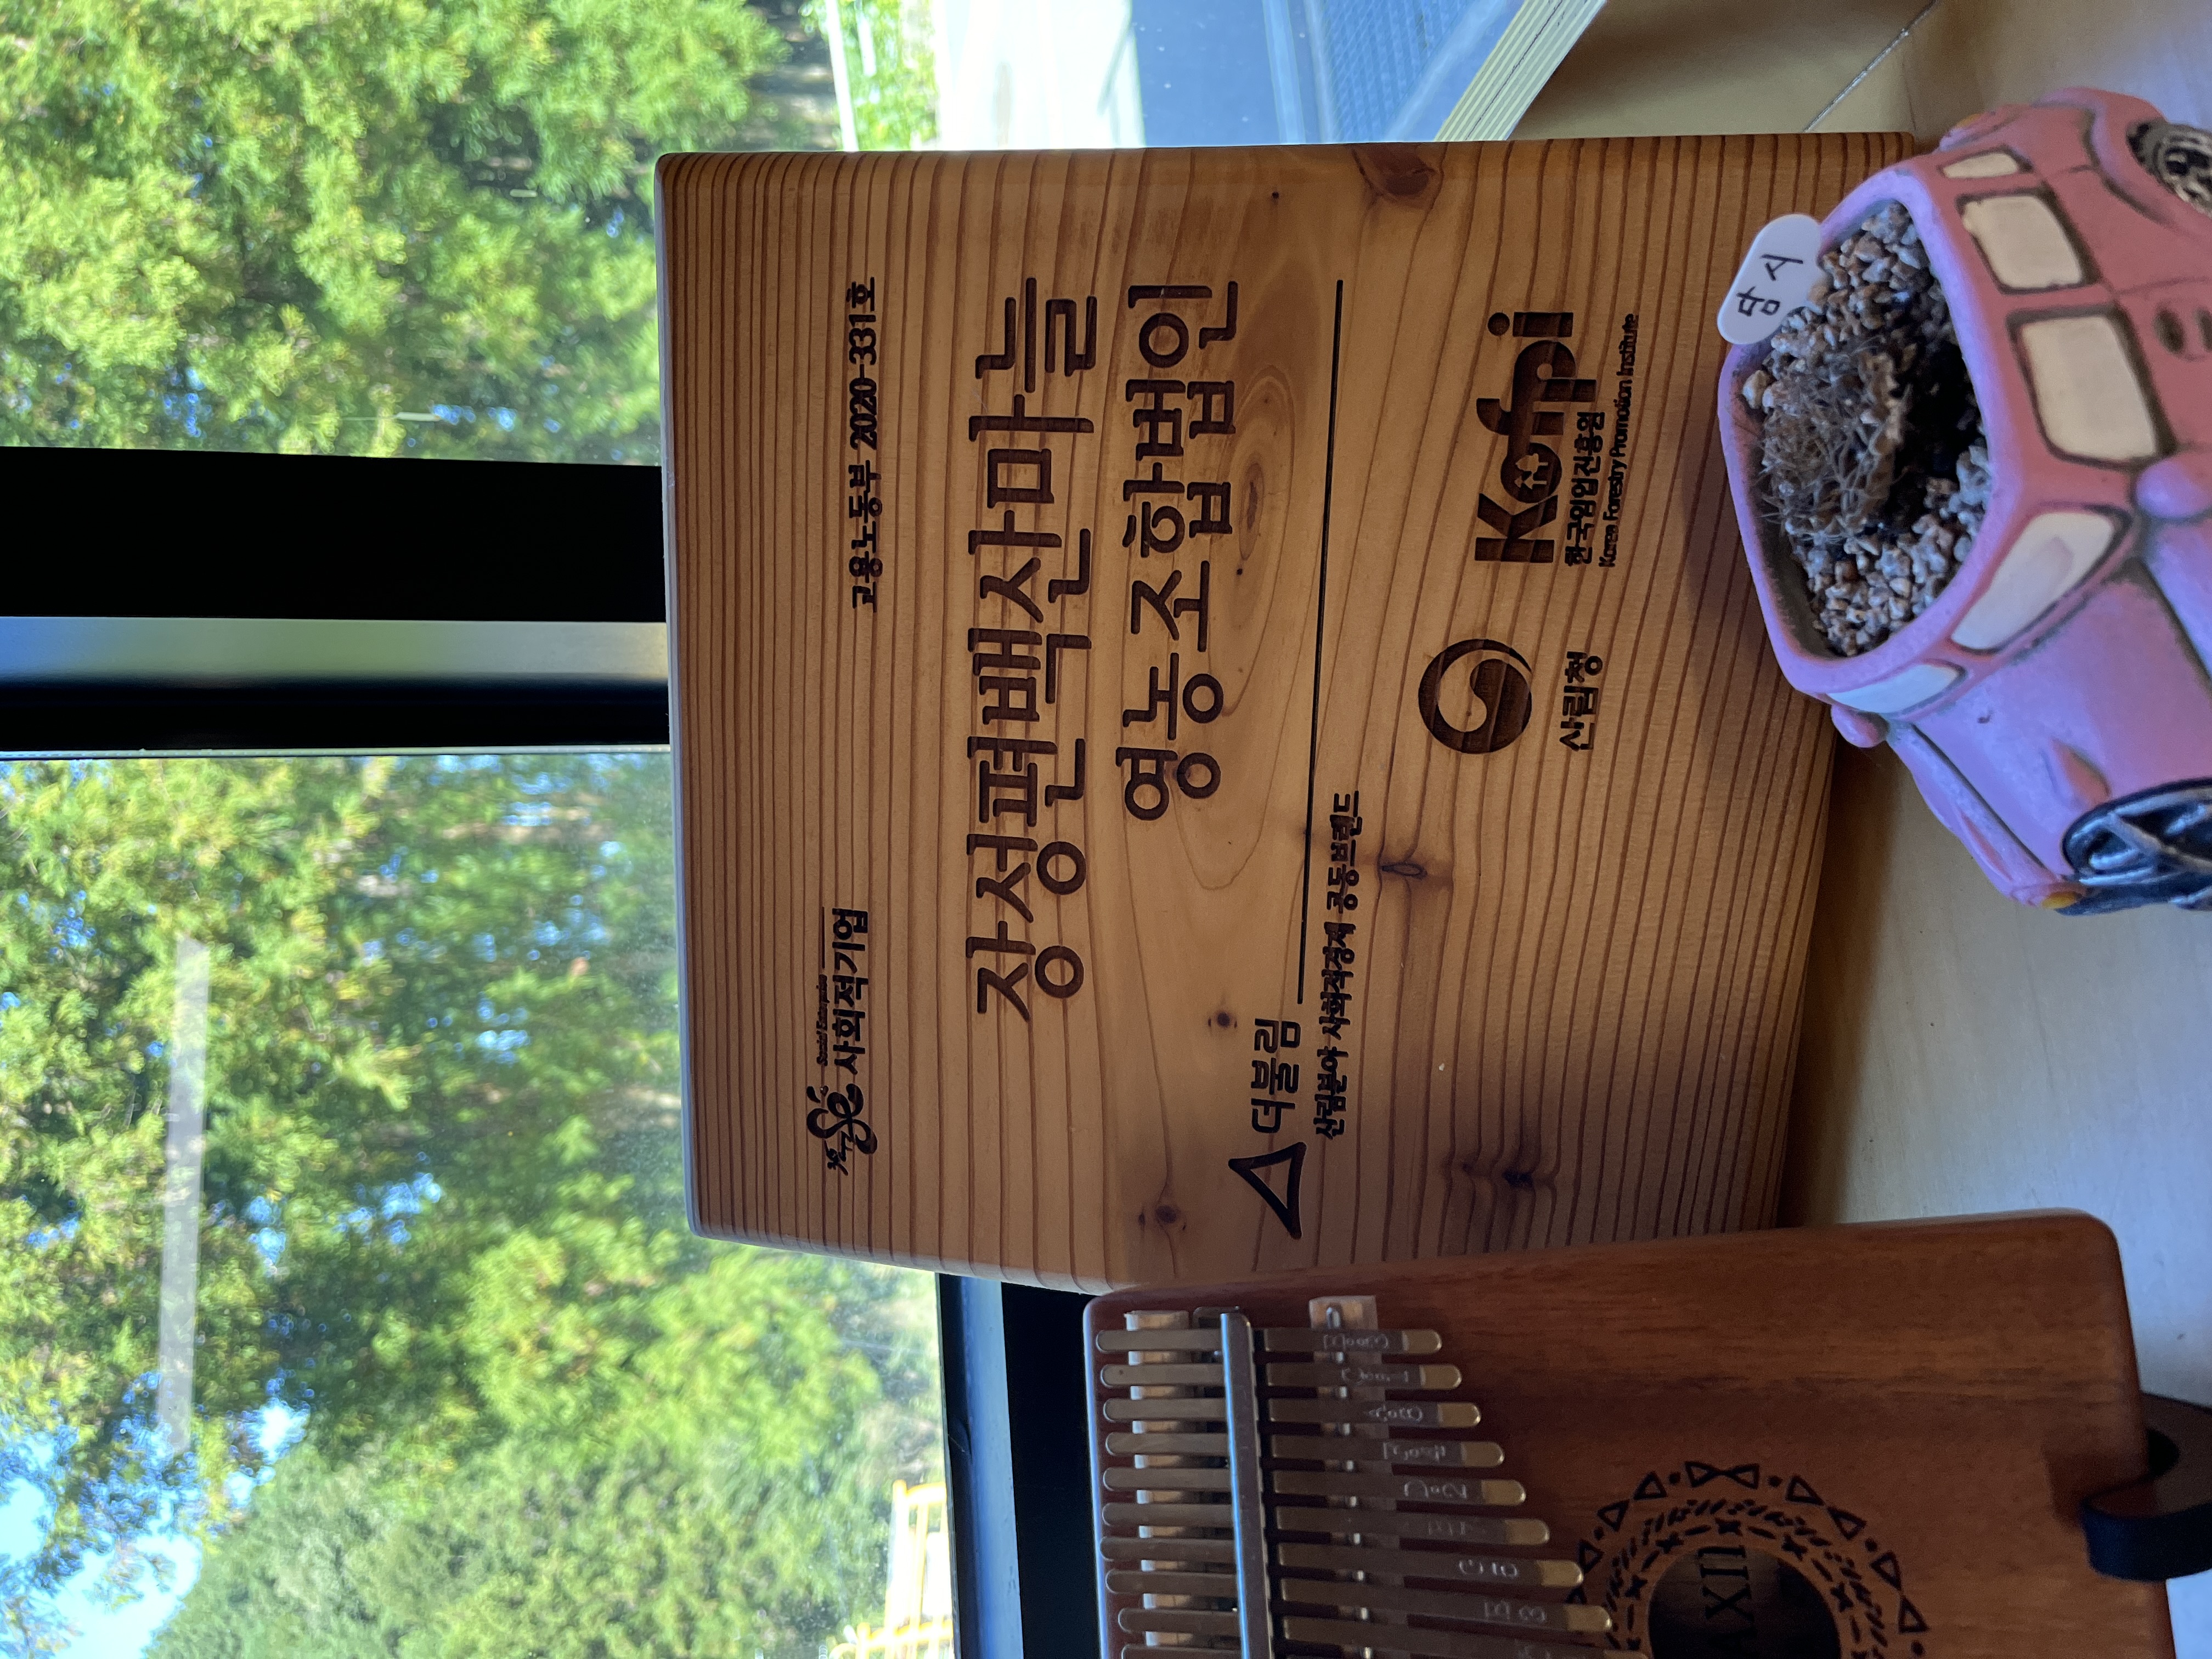 Social Enterprise
사회적기업
고용노동부 2020-331호
장성편백산마늘
영농조합법인
더불림
산림분야 사회적경제 공동브랜드
산림청
Kofpi
한국임업진흥원
Korea Forestry Promotion Institute